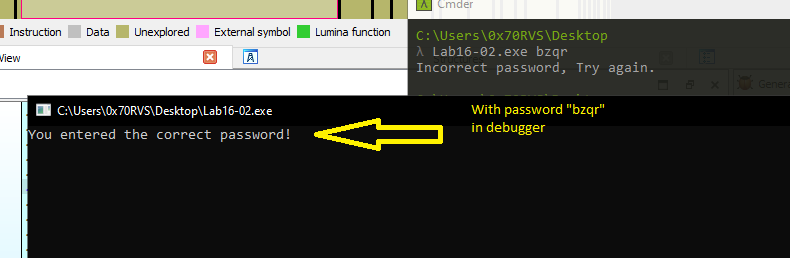 Cmder
Instruction Data Unexplored External symbol Lumina function
C:\Users\0x70RVS\Desktop
λ Lab16-02.exe bzqr
Incorrect password, Try again.
View
Genera
C:\Users\0x70RVS\Desktop\Lab16-02.exe
With password "bzqr"
in debugger
You entered the correct password!